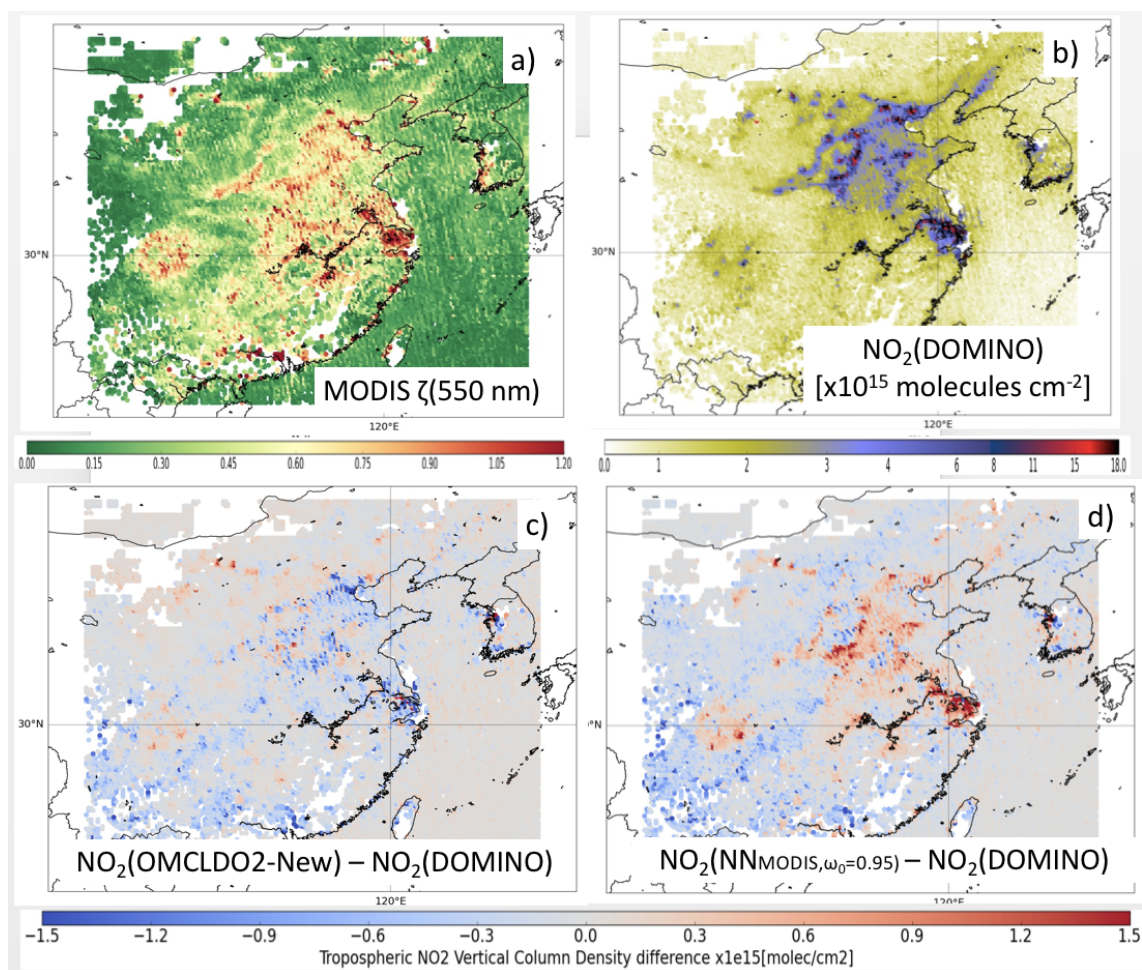 a)
30°N
MODIS ζ(550 nm)
120°E
0.00 0.15 0.30 0.45 0.60 0.75 0.90 1.05 1.20
b)
30°N
NO₂(DOMINO)
[x10¹⁵ molecules cm⁻²]
120°E
0.0 1 2 3 4 6 8 11 15 18.0
c)
30°N
NO₂(OMCLDO2-New) – NO₂(DOMINO)
120°E
d)
°N
NO₂(NNMODIS,ω₀=0.95) – NO₂(DOMINO)
120°E
−1.5 −1.2 −0.9 −0.6 −0.3 0.0 0.3 0.6 0.9 1.2 1.5
Tropospheric NO2 Vertical Column Density difference x1e15[molec/cm2]